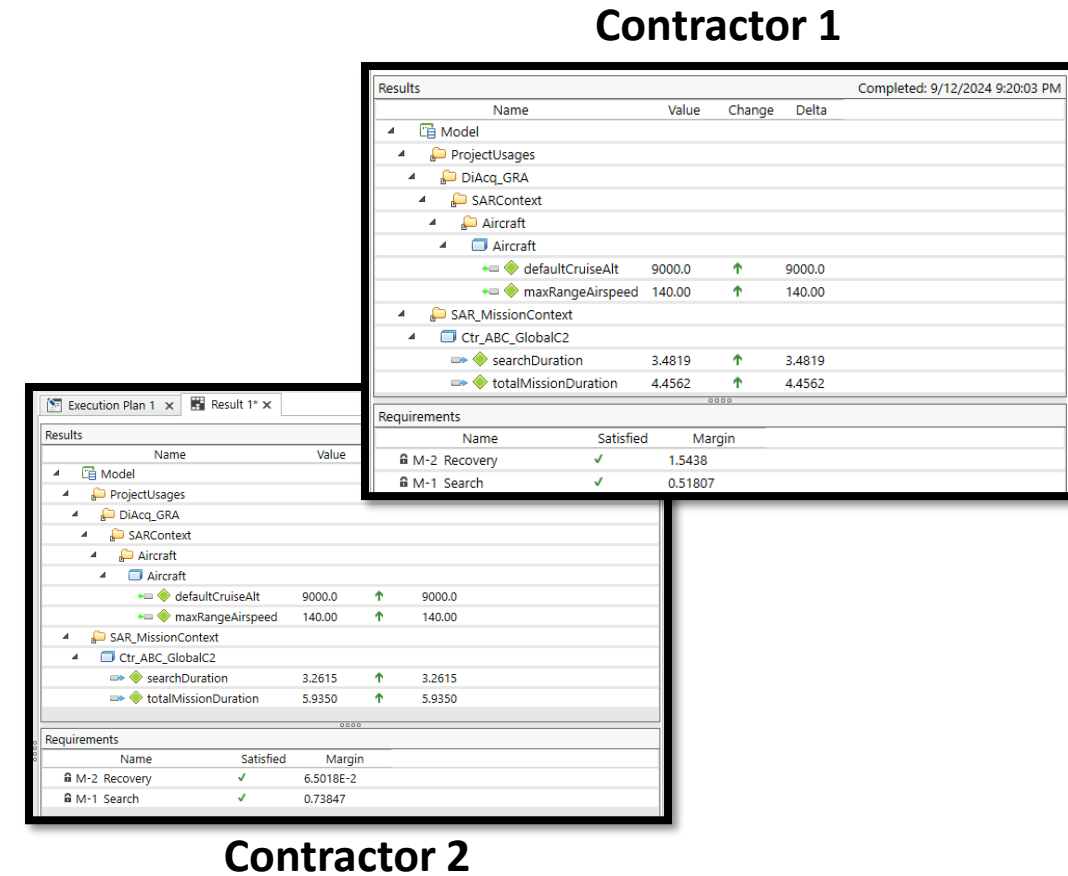 Contractor 1
Results Completed: 9/12/2024 9:20:03 PM
Name Value Change Delta
Model
ProjectUsages
DiAcq_GRA
SARContext
Aircraft
Aircraft
defaultCruiseAlt 9000.0 9000.0
maxRangeAirspeed 140.00 140.00
SAR_MissionContext
Ctr_ABC_GlobalC2
searchDuration 3.4819 3.4819
totalMissionDuration 4.4562 4.4562
Requirements
Name Satisfied Margin
M-2 Recovery ✓ 1.5438
M-1 Search ✓ 0.51807
Execution Plan 1 Result 1*
Results
Name Value
Model
ProjectUsages
DiAcq_GRA
SARContext
Aircraft
Aircraft
defaultCruiseAlt 9000.0 9000.0
maxRangeAirspeed 140.00 140.00
SAR_MissionContext
Ctr_ABC_GlobalC2
searchDuration 3.2615 3.2615
totalMissionDuration 5.9350 5.9350
Requirements
Name Satisfied Margin
M-2 Recovery ✓ 6.5018E-2
M-1 Search ✓ 0.73847
Contractor 2